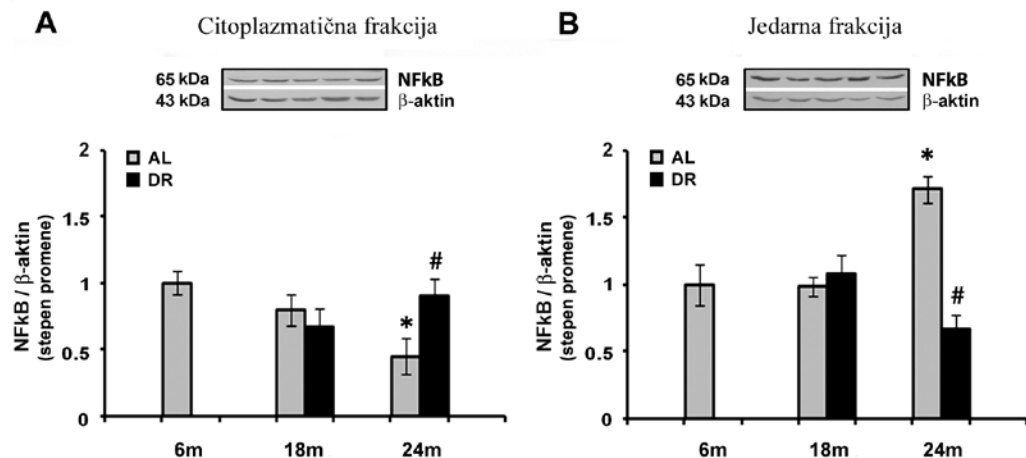 A
Citoplazmatična frakcija
65 kDa
NFkB
43 kDa
β-aktin
2
1.5
1
0.5
0
NFkB / β-aktin
(stepen promene)
AL
DR
*
#
6m
18m
24m
B
Jedarna frakcija
65 kDa
NFkB
43 kDa
β-aktin
2
1.5
1
0.5
0
NFkB / β-aktin
(stepen promene)
AL
DR
*
#
6m
18m
24m